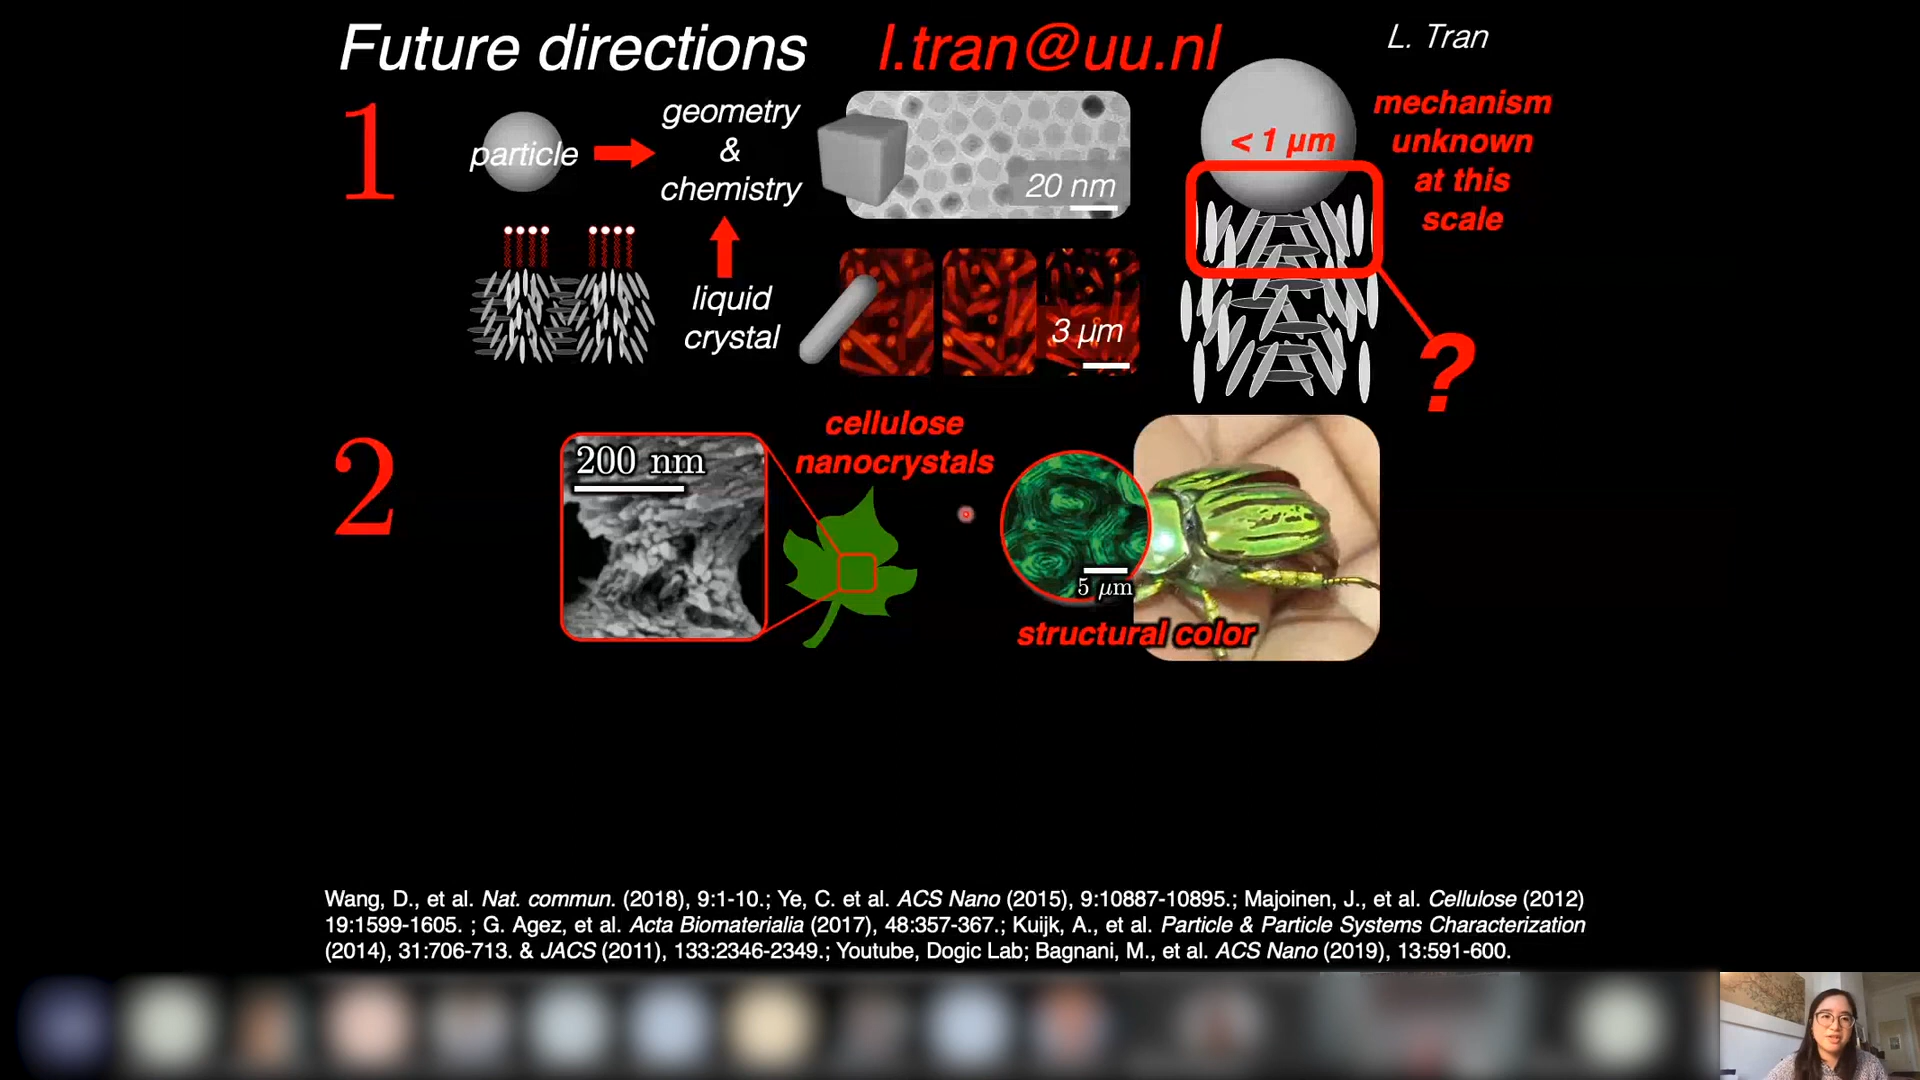 Future directions
l.tran@uu.nl
L. Tran
1
particle
geometry
&
chemistry
liquid
crystal
20 nm
3 µm
< 1 µm
mechanism
unknown
at this
scale
?
2
200 nm
cellulose
nanocrystals
5 µm
structural color
Wang, D., et al. Nat. commun. (2018), 9:1-10.; Ye, C. et al. ACS Nano (2015), 9:10887-10895.; Majoinen, J., et al. Cellulose (2012)
19:1599-1605. ; G. Agez, et al. Acta Biomaterialia (2017), 48:357-367.; Kuijk, A., et al. Particle & Particle Systems Characterization
(2014), 31:706-713. & JACS (2011), 133:2346-2349.; Youtube, Dogic Lab; Bagnani, M., et al. ACS Nano (2019), 13:591-600.